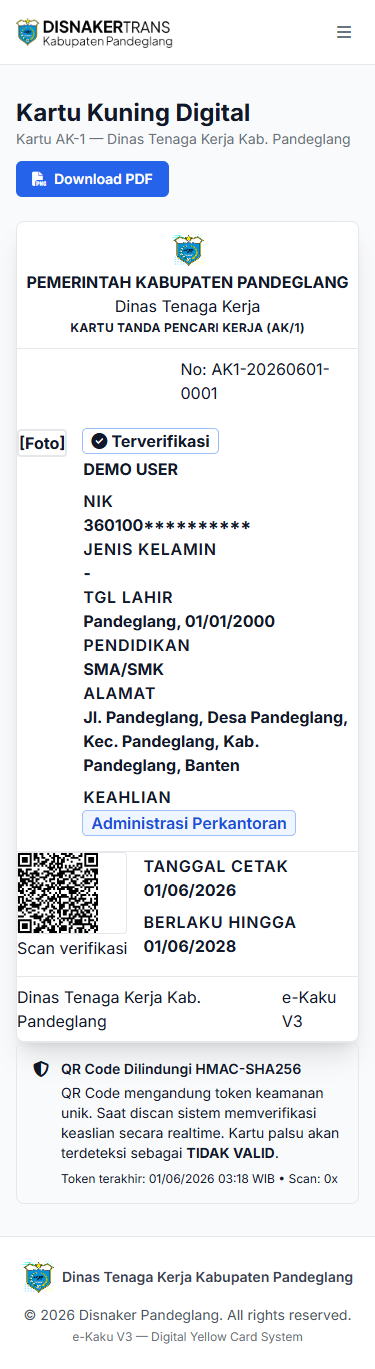 DISNAKERTRANS
Kabupaten Pandeglang
Kartu Kuning Digital
Kartu AK-1 — Dinas Tenaga Kerja Kab. Pandeglang
Download PDF
PEMERINTAH KABUPATEN PANDEGLANG
Dinas Tenaga Kerja
KARTU TANDA PENCARI KERJA (AK/1)
No: AK1-20260601-
0001
[Foto]
Terverifikasi
DEMO USER
NIK
360100**********
JENIS KELAMIN
-
TGL LAHIR
Pandeglang, 01/01/2000
PENDIDIKAN
SMA/SMK
ALAMAT
Jl. Pandeglang, Desa Pandeglang,
Kec. Pandeglang, Kab.
Pandeglang, Banten
KEAHLIAN
Administrasi Perkantoran
Scan verifikasi
TANGGAL CETAK
01/06/2026
BERLAKU HINGGA
01/06/2028
Dinas Tenaga Kerja Kab.
Pandeglang
e-Kaku
V3
QR Code Dilindungi HMAC-SHA256
QR Code mengandung token keamanan
unik. Saat discan sistem memverifikasi
keaslian secara realtime. Kartu palsu akan
terdeteksi sebagai TIDAK VALID.
Token terakhir: 01/06/2026 03:18 WIB • Scan: 0x
Dinas Tenaga Kerja Kabupaten Pandeglang
© 2026 Disnaker Pandeglang. All rights reserved.
e-Kaku V3 — Digital Yellow Card System